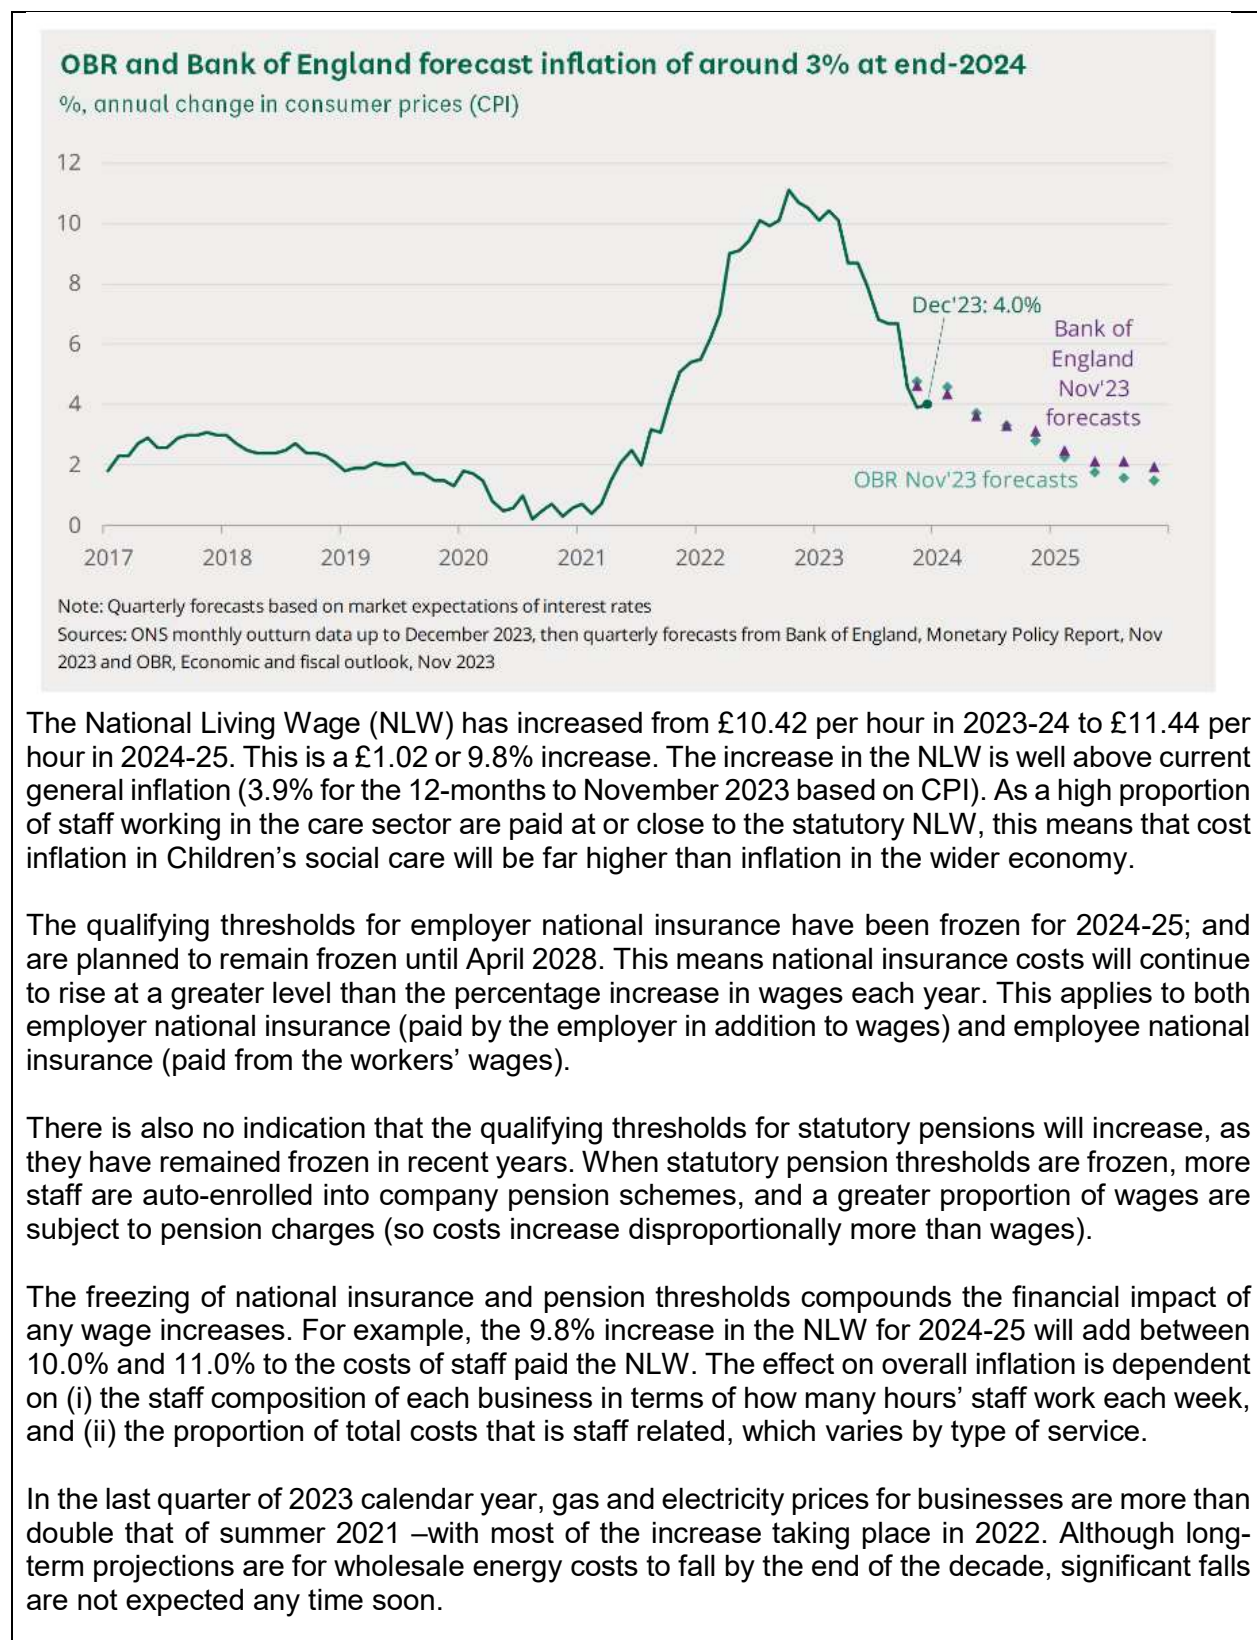 OBR and Bank of England forecast inflation of around 3% at end-2024
%, annual change in consumer prices (CPI)
12
10
8
6
4
2
0
Dec'23: 4.0%
Bank of
England
Nov'23
forecasts
OBR Nov'23 forecasts
2017
2018
2019
2020
2021
2022
2023
2024
2025
Note: Quarterly forecasts based on market expectations of interest rates
Sources: ONS monthly outturn data up to December 2023, then quarterly forecasts from Bank of England, Monetary Policy Report, Nov
2023 and OBR, Economic and fiscal outlook, Nov 2023
The National Living Wage (NLW) has increased from £10.42 per hour in 2023-24 to £11.44 per
hour in 2024-25. This is a £1.02 or 9.8% increase. The increase in the NLW is well above current
general inflation (3.9% for the 12-months to November 2023 based on CPI). As a high proportion
of staff working in the care sector are paid at or close to the statutory NLW, this means that cost
inflation in Children’s social care will be far higher than inflation in the wider economy.
The qualifying thresholds for employer national insurance have been frozen for 2024-25; and
are planned to remain frozen until April 2028. This means national insurance costs will continue
to rise at a greater level than the percentage increase in wages each year. This applies to both
employer national insurance (paid by the employer in addition to wages) and employee national
insurance (paid from the workers’ wages).
There is also no indication that the qualifying thresholds for statutory pensions will increase, as
they have remained frozen in recent years. When statutory pension thresholds are frozen, more
staff are auto-enrolled into company pension schemes, and a greater proportion of wages are
subject to pension charges (so costs increase disproportionally more than wages).
The freezing of national insurance and pension thresholds compounds the financial impact of
any wage increases. For example, the 9.8% increase in the NLW for 2024-25 will add between
10.0% and 11.0% to the costs of staff paid the NLW. The effect on overall inflation is dependent
on (i) the staff composition of each business in terms of how many hours’ staff work each week,
and (ii) the proportion of total costs that is staff related, which varies by type of service.
In the last quarter of 2023 calendar year, gas and electricity prices for businesses are more than
double that of summer 2021 –with most of the increase taking place in 2022. Although long-
term projections are for wholesale energy costs to fall by the end of the decade, significant falls
are not expected any time soon.